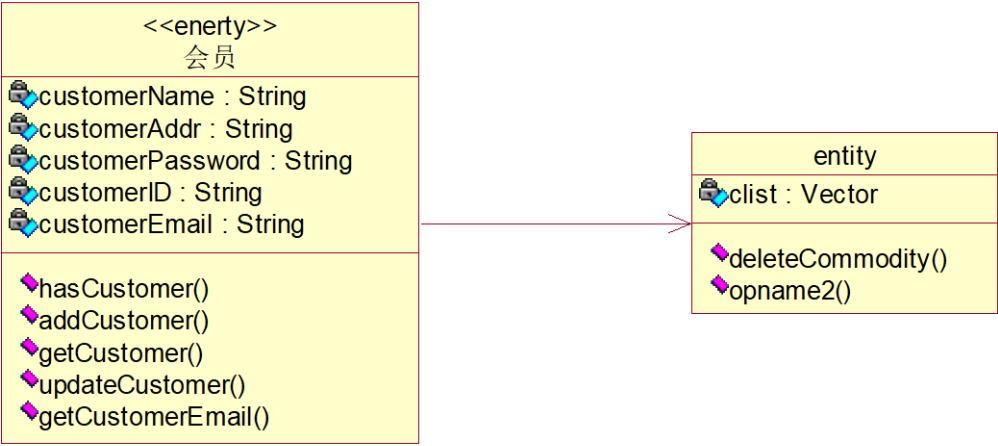 <<enerty>>
会员
customerName : String
customerAddr : String
customerPassword : String
customerID : String
customerEmail : String
hasCustomer()
addCustomer()
getCustomer()
updateCustomer()
getCustomerEmail()
entity
clist : Vector
deleteCommodity()
opname2()